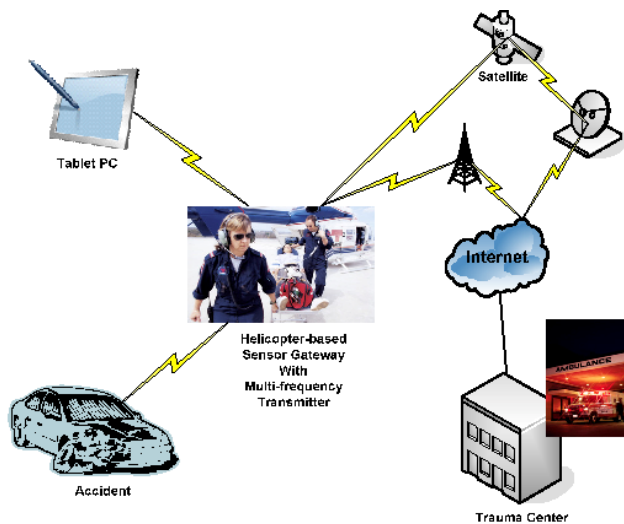 Satellite
Tablet PC
Internet
Helicopter-based
Sensor Gateway
With
Multi-frequency
Transmitter
AMBULANCE
Accident
Trauma Center